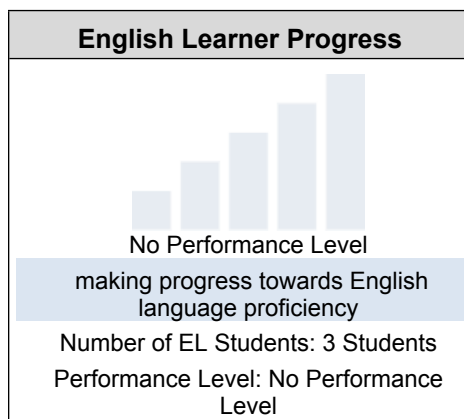 English Learner Progress
No Performance Level
making progress towards English
language proficiency
Number of EL Students: 3 Students
Performance Level: No Performance
Level